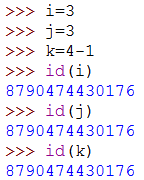 >>> i=3
>>> j=3
>>> k=4-1
>>> id(i)
8790474430176
>>> id(j)
8790474430176
>>> id(k)
8790474430176